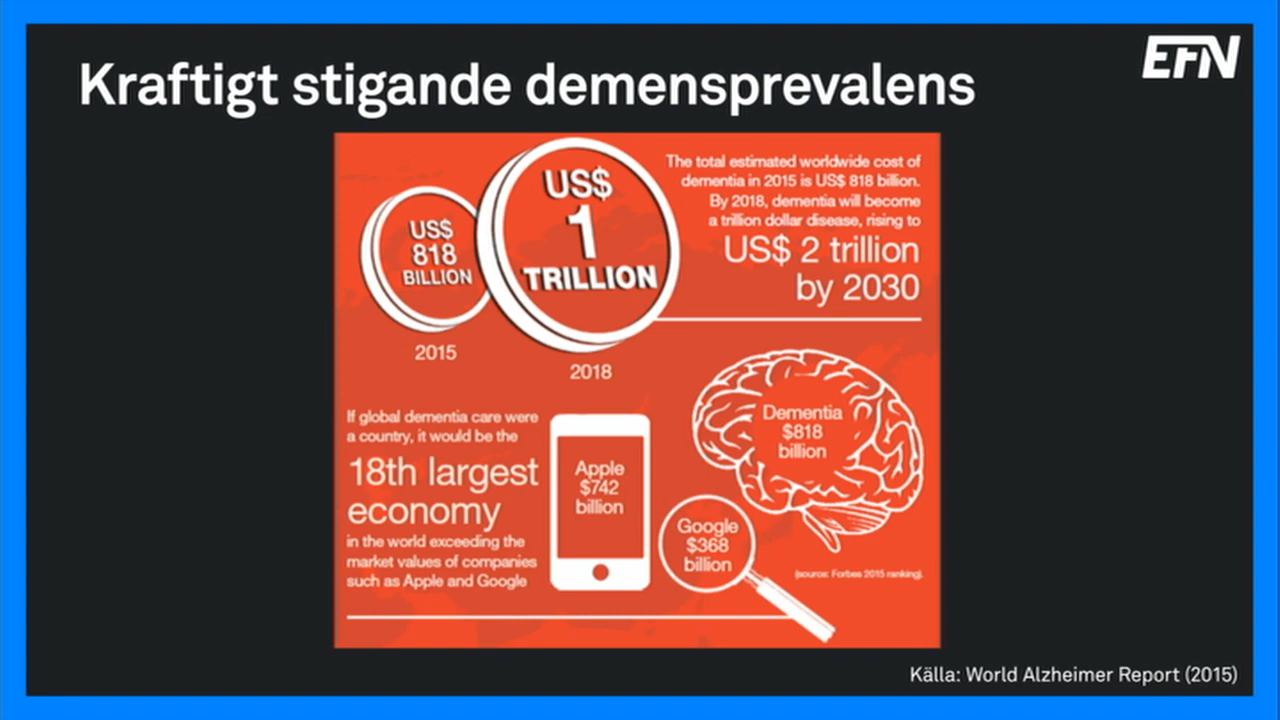 Kraftigt stigande demensprevalens
EFN
US$
818
BILLION
2015
US$
1
TRILLION
2018
The total estimated worldwide cost of
dementia in 2015 is US$ 818 billion.
By 2018, dementia will become
a trillion dollar disease, rising to
US$ 2 trillion
by 2030
If global dementia care were
a country, it would be the
18th largest
economy
in the world exceeding the
market values of companies
such as Apple and Google
Apple
$742
billion
Google
$368
billion
Dementia
$818
billion
(source: Forbes 2015 ranking).
Källa: World Alzheimer Report (2015)